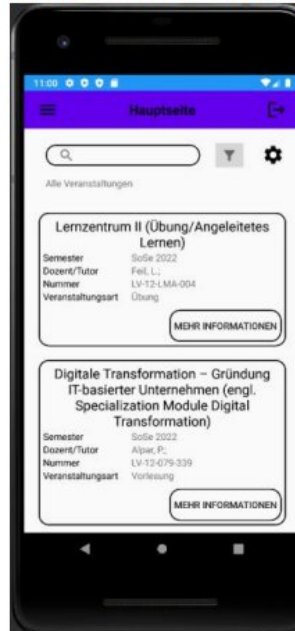 11:00
Hauptseite
Alle Veranstaltungen
Lernzentrum II (Übung/Angeleitetes
Lernen)
Semester SoSe 2022
Dozent/Tutor Feil, L.;
Nummer LV-12-LMA-004
Veranstaltungsart Übung
MEHR INFORMATIONEN
Digitale Transformation – Gründung
IT-basierter Unternehmen (engl.
Specialization Module Digital
Transformation)
Semester SoSe 2022
Dozent/Tutor Alpar, P.;
Nummer LV-12-079-339
Veranstaltungsart Vorlesung
MEHR INFORMATIONEN